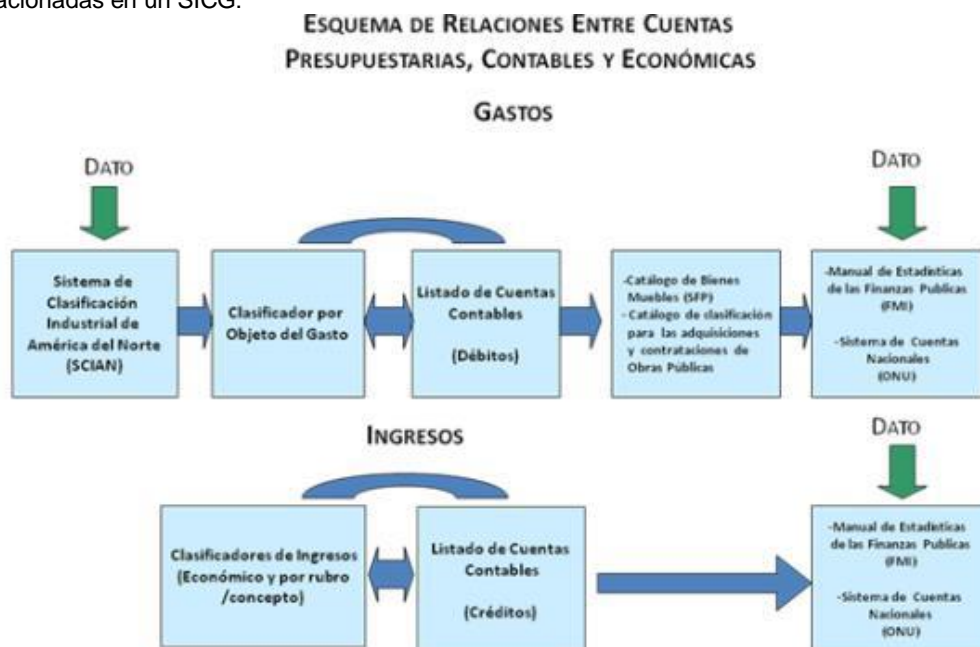 acionadas en un SICG.
ESQUEMA DE RELACIONES ENTRE CUENTAS
PRESUPUESTARIAS, CONTABLES Y ECONÓMICAS
GASTOS
DATO
DATO
Sistema de
Clasificación
Industrial de
América del Norte
(SCIAN)
Clasificador por
Objeto del Gasto
Listado de Cuentas
Contables
(Débitos)
-Catálogo de Bienes
Muebles (SFP)
- Catálogo de clasificación
para las adquisiciones
y contrataciones de
Obras Públicas
-Manual de Estadísticas
de las Finanzas Publicas
(FMI)
-Sistema de Cuentas
Nacionales
(ONU)
INGRESOS
DATO
Clasificadores de Ingresos
(Económico y por rubro
/concepto)
Listado de Cuentas
Contables
(Créditos)
-Manual de Estadísticas
de las Finanzas Publicas
(FMI)
-Sistema de Cuentas
Nacionales
(ONU)